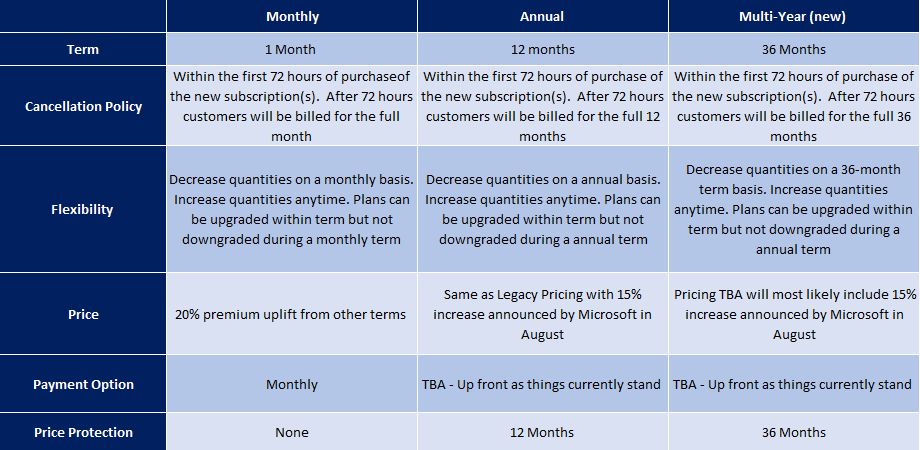 Monthly
Annual
Multi-Year (new)
Term
1 Month
12 months
36 Months
Cancellation Policy
Within the first 72 hours of purchaseof
the new subscription(s).  After 72 hours
customers will be billed for the full
month
Within the first 72 hours of purchase of
the new subscription(s).  After 72 hours
customers will be billed for the full 12
months
Within the first 72 hours of purchase of
the new subscription(s).  After 72 hours
customers will be billed for the full 36
months
Flexibility
Decrease quantities on a monthly basis.
Increase quantities anytime. Plans can
be upgraded within term but not
downgraded during a monthly term
Decrease quantities on a annual basis.
Increase quantities anytime. Plans can
be upgraded within term but not
downgraded during a annual term
Decrease quantities on a 36-month
term basis. Increase quantities
anytime. Plans can be upgraded within
term but not downgraded during a
annual term
Price
20% premium uplift from other terms
Same as Legacy Pricing with 15%
increase announced by Microsoft in
August
Pricing TBA will most likely include 15%
increase announced by Microsoft in
August
Payment Option
Monthly
TBA - Up front as things currently stand
TBA - Up front as things currently stand
Price Protection
None
12 Months
36 Months